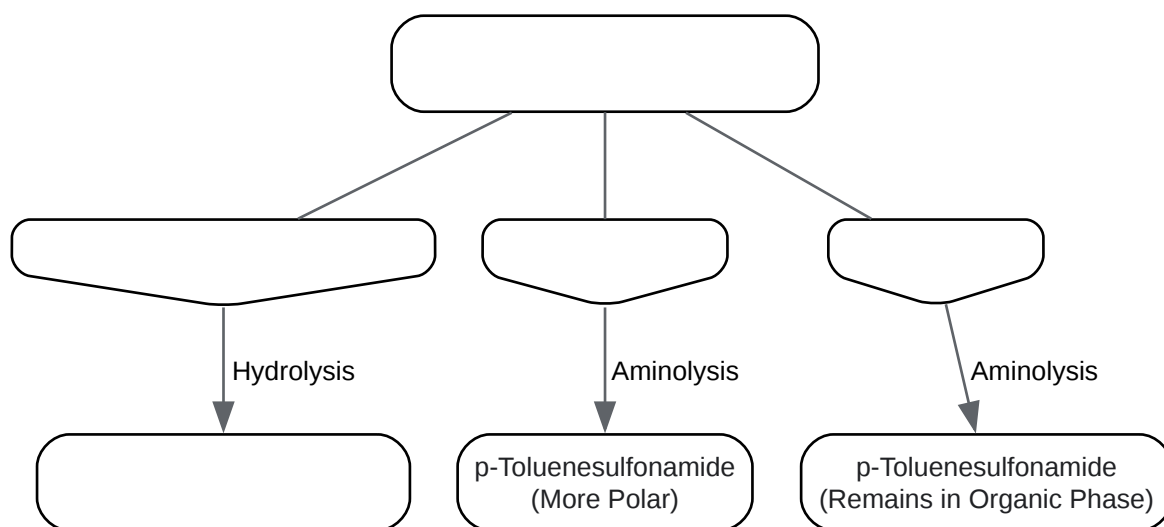 Hydrolysis
Aminolysis
Aminolysis
p-Toluenesulfonamide
(More Polar)
p-Toluenesulfonamide
(Remains in Organic Phase)